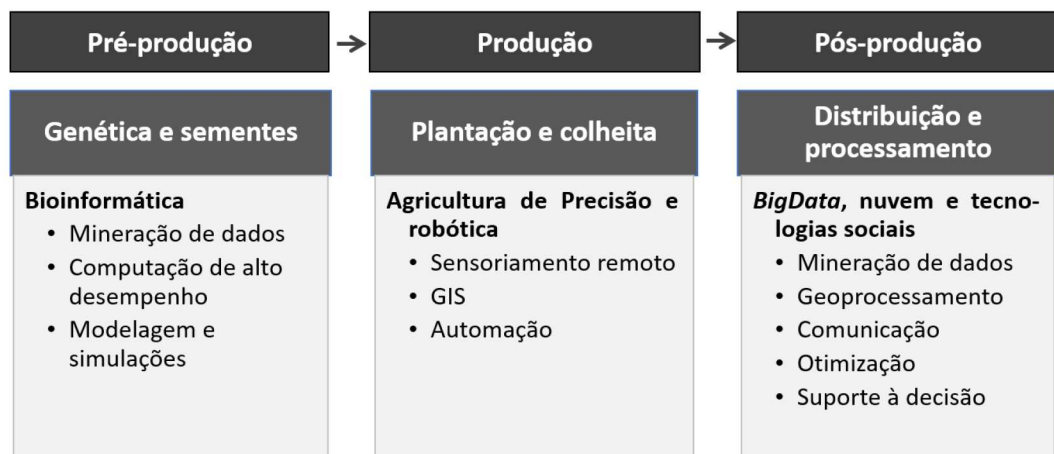 Pré-produção
Produção
Pós-produção
Genética e sementes
Bioinformática
• Mineração de dados
• Computação de alto
desempenho
• Modelagem e
simulações
Plantação e colheita
Agricultura de Precisão e
robótica
• Sensoriamento remoto
• GIS
• Automação
Distribuição e
processamento
BigData, nuvem e tecno-
logias sociais
• Mineração de dados
• Geoprocessamento
• Comunicação
• Otimização
• Suporte à decisão